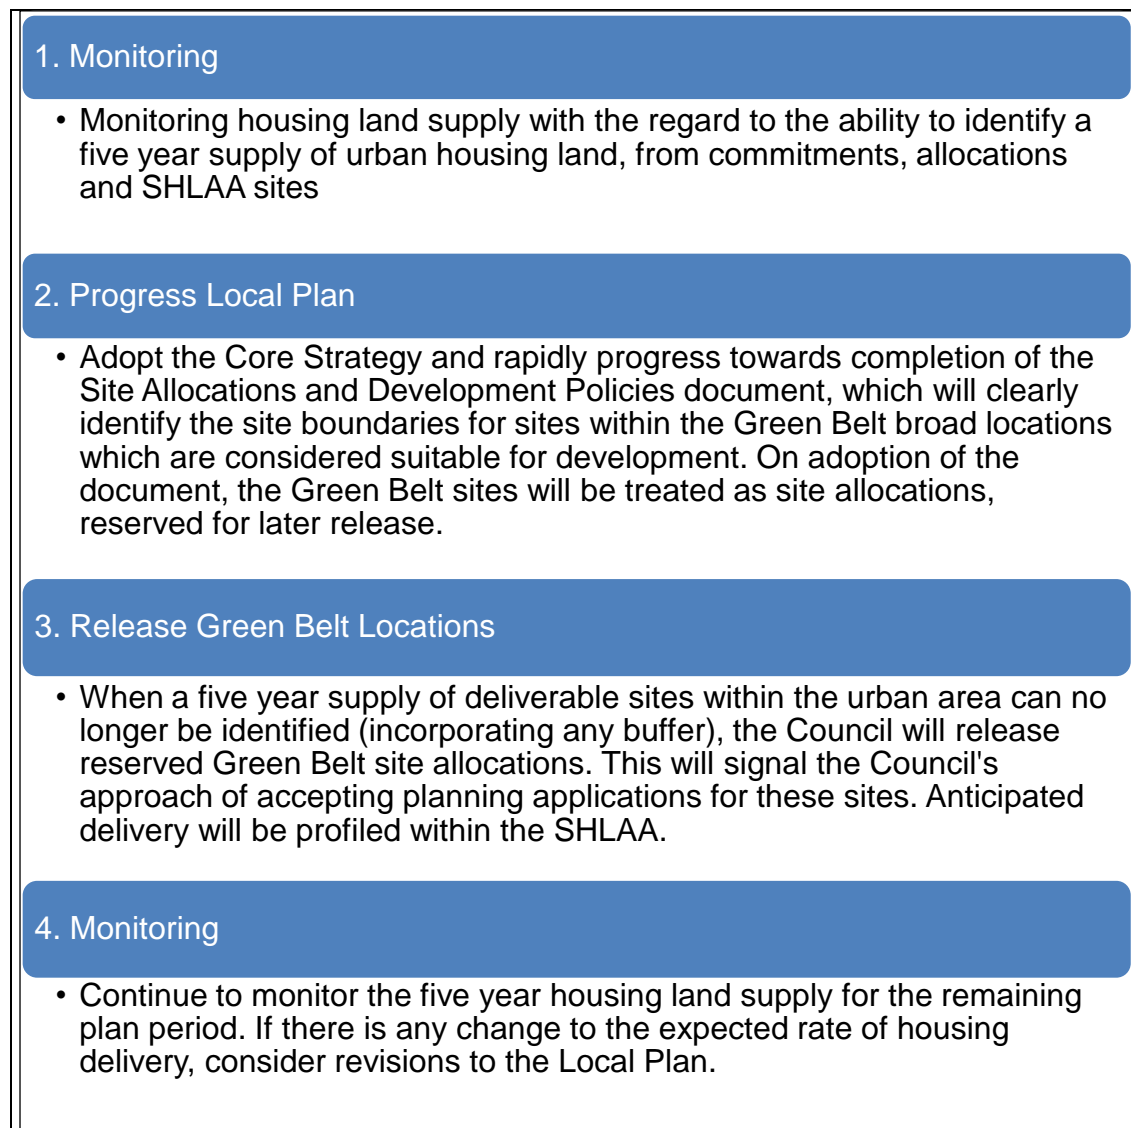 1. Monitoring
• Monitoring housing land supply with the regard to the ability to identify a
five year supply of urban housing land, from commitments, allocations
and SHLAA sites
2. Progress Local Plan
• Adopt the Core Strategy and rapidly progress towards completion of the
Site Allocations and Development Policies document, which will clearly
identify the site boundaries for sites within the Green Belt broad locations
which are considered suitable for development. On adoption of the
document, the Green Belt sites will be treated as site allocations,
reserved for later release.
3. Release Green Belt Locations
• When a five year supply of deliverable sites within the urban area can no
longer be identified (incorporating any buffer), the Council will release
reserved Green Belt site allocations. This will signal the Council's
approach of accepting planning applications for these sites. Anticipated
delivery will be profiled within the SHLAA.
4. Monitoring
• Continue to monitor the five year housing land supply for the remaining
plan period. If there is any change to the expected rate of housing
delivery, consider revisions to the Local Plan.